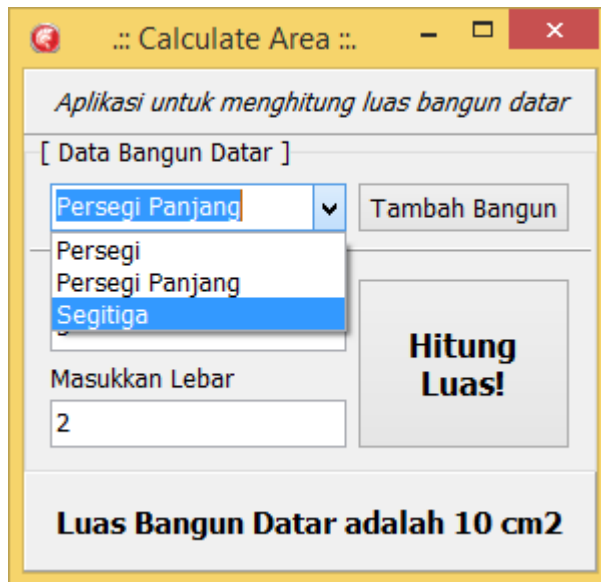 .:: Calculate Area ::.
Aplikasi untuk menghitung luas bangun datar
[ Data Bangun Datar ]
Persegi Panjang
Tambah Bangun
Persegi
Persegi Panjang
Segitiga
Hitung
Luas!
Masukkan Lebar
2
Luas Bangun Datar adalah 10 cm2